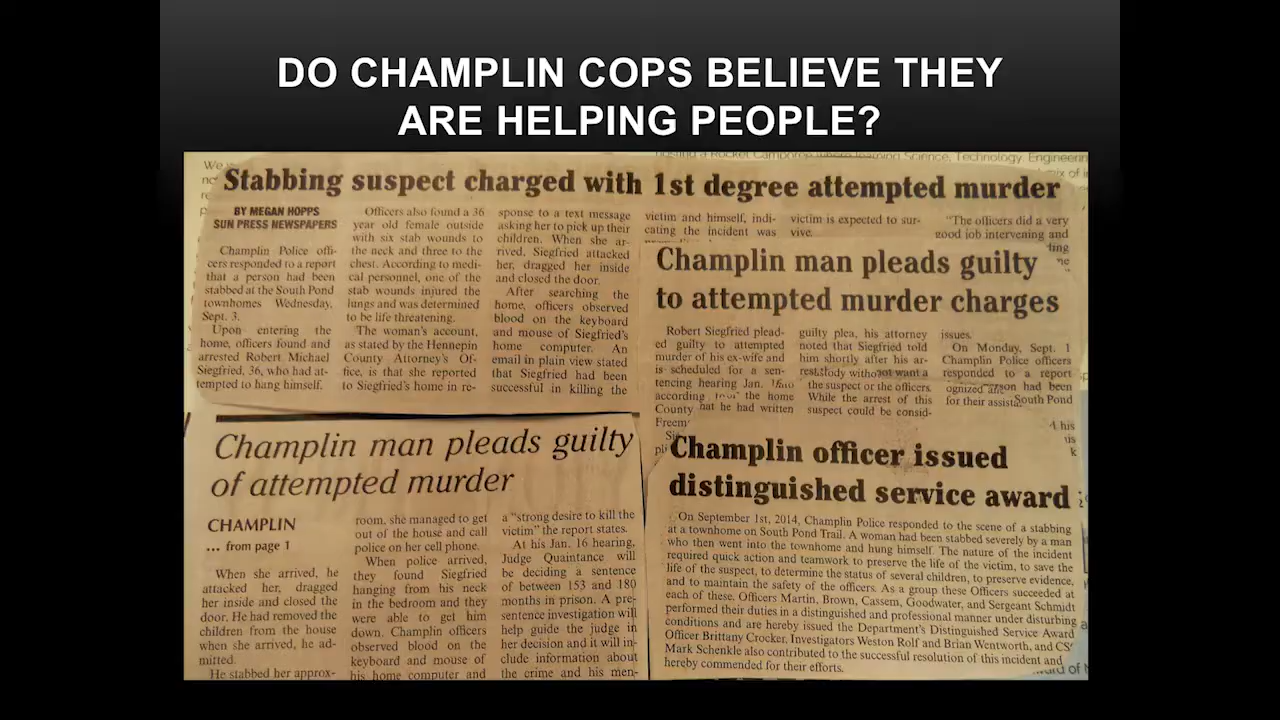 DO CHAMPLIN COPS BELIEVE THEY
ARE HELPING PEOPLE?
hosting a Rocket Camp
Science, Technology, Engineerin
We
Stabbing suspect charged with 1st degree attempted murder
BY MEGAN HOPPS
SUN PRESS NEWSPAPERS
Champlin Police offi-
cers responded to a report
that a person had been
stabbed at the South Pond
townhomes Wednesday,
Sept. 3.
Upon entering the
home, officers found and
arrested Robert Michael
Siegfried, 36, who had at-
tempted to hang himself.
Officers also found a 36
year old female outside
with six stab wounds to
the neck and three to the
chest. According to medi-
cal personnel, one of the
stab wounds injured the
lungs and was determined
to be life threatening.
The woman's account,
as stated by the Hennepin
County Attorney's Of-
fice, is that she reported
to Siegfried's home in re-
sponse to a text message
asking her to pick up their
children. When she ar-
rived, Siegfried attacked
her, dragged her inside
and closed the door.
After searching the
home, officers observed
blood on the keyboard
and mouse of Siegfried's
home computer. An
email in plain view stated
that Siegfried had been
successful in killing the
victim and himself, indi-
cating the incident was
victim is expected to sur-
vive.
"The officers did a very
good job intervening and
Champlin man pleads guilty
to attempted murder charges
Robert Siegfried plead-
ed guilty to attempted
murder of his ex-wife and
is scheduled for a sen-
tencing hearing Jan.
according
the home
County
hat he had written
Freem
guilty plea, his attorney
noted that Siegfried told
him shortly after his ar-
not want a
the suspect or the officers.
While the arrest of this
suspect could be consid-
issues.
On Monday, Sept. 1
Champlin Police officers
responded to a report
rson had been
for their assista
South Pond
Champlin man pleads guilty
of attempted murder
CHAMPLIN
... from page 1
When she arrived, he
attacked her, dragged
her inside and closed the
door. He had removed the
children from the house
when she arrived, he ad-
mitted.
He stabbed her approx-
room, she managed to get
out of the house and call
police on her cell phone.
When police arrived,
they found Siegfried
hanging from his neck
in the bedroom and they
were able to get him
down. Champlin officers
observed blood on the
keyboard and mouse of
his home computer and
a "strong desire to kill the
victim" the report states.
At his Jan. 16 hearing,
Judge Quaintance will
be deciding a sentence
of between 153 and 180
months in prison. A pre-
sentence investigation will
help guide the judge in
her decision and it will in-
clude information about
the crime and his men-
Champlin officer issued
distinguished service award
On September 1st, 2014, Champlin Police responded to the scene of a stabbing
at a townhome on South Pond Trail. A woman had been stabbed severely by a man
who then went into the townhome and hung himself. The nature of the incident
required quick action and teamwork to preserve the life of the victim, to save the
life of the suspect, to determine the status of several children, to preserve evidence,
and to maintain the safety of the officers. As a group these Officers succeeded at
each of these. Officers Martin, Brown, Cassem, Goodwater, and Sergeant Schmidt
performed their duties in a distinguished and professional manner under disturbing
conditions and are hereby issued the Department's Distinguished Service Award
Officer Brittany Crocker, Investigators Weston Rolf and Brian Wentworth, and CS
Mark Schenkle also contributed to the successful resolution of this incident and
hereby commended for their efforts.